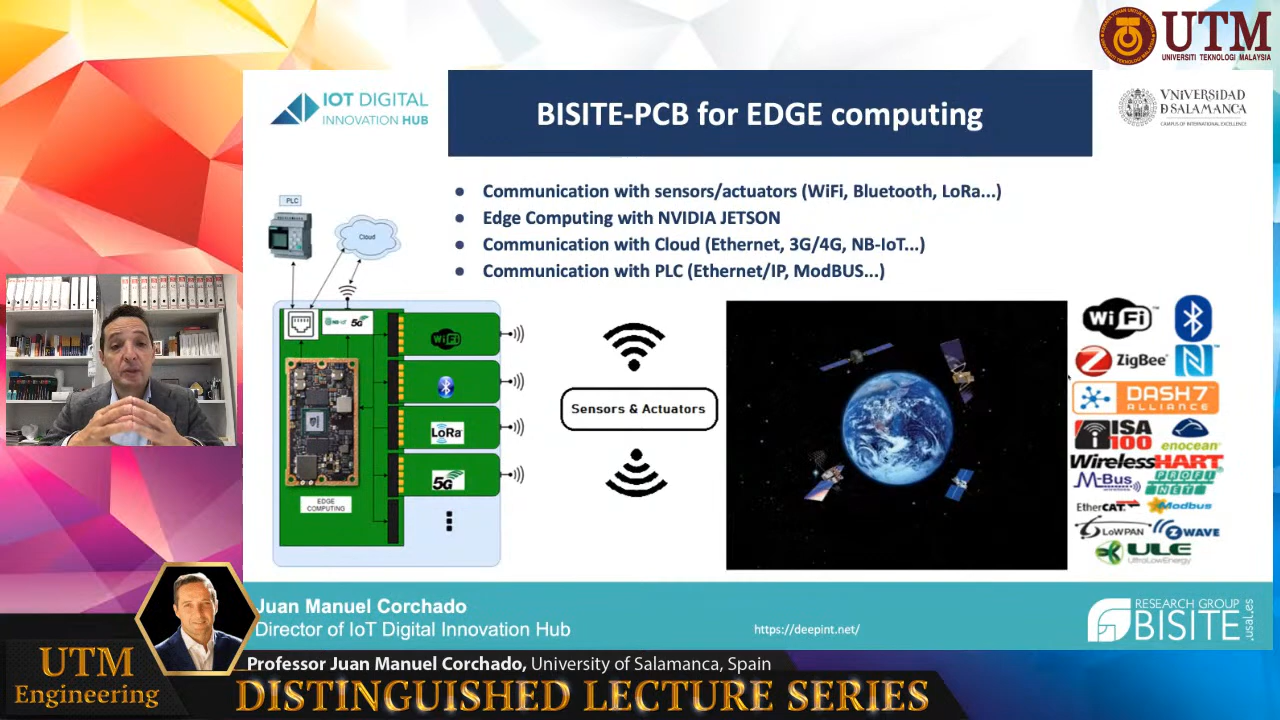 UTM
UNIVERSITI TEKNOLOGI MALAYSIA
IOT DIGITAL
INNOVATION HUB
BISITE-PCB for EDGE computing
VNIVERSIDAD
D SALAMANCA
CAMPUS OF INTERNATIONAL EXCELLENCE
● Communication with sensors/actuators (WiFi, Bluetooth, LoRa...)
● Edge Computing with NVIDIA JETSON
● Communication with Cloud (Ethernet, 3G/4G, NB-IoT...)
● Communication with PLC (Ethernet/IP, ModBUS...)
PLC
Cloud
NB-IoT 5G
WiFi
LoRa
5G
EDGE
COMPUTING
Sensors & Actuators
WiFi
ZigBee
DASH7
ALLIANCE
ISA
100
enocean
WirelessHART
M-Bus
PROFI
NET
EtherCAT
Modbus
6LoWPAN
Z WAVE
ULE
UltraLowEnergy
Juan Manuel Corchado
Director of IoT Digital Innovation Hub
https://deepint.net/
RESEARCH GROUP
BISITE
.usal.es
UTM
Engineering
Professor Juan Manuel Corchado, University of Salamanca, Spain
DISTINGUISHED LECTURE SERIES